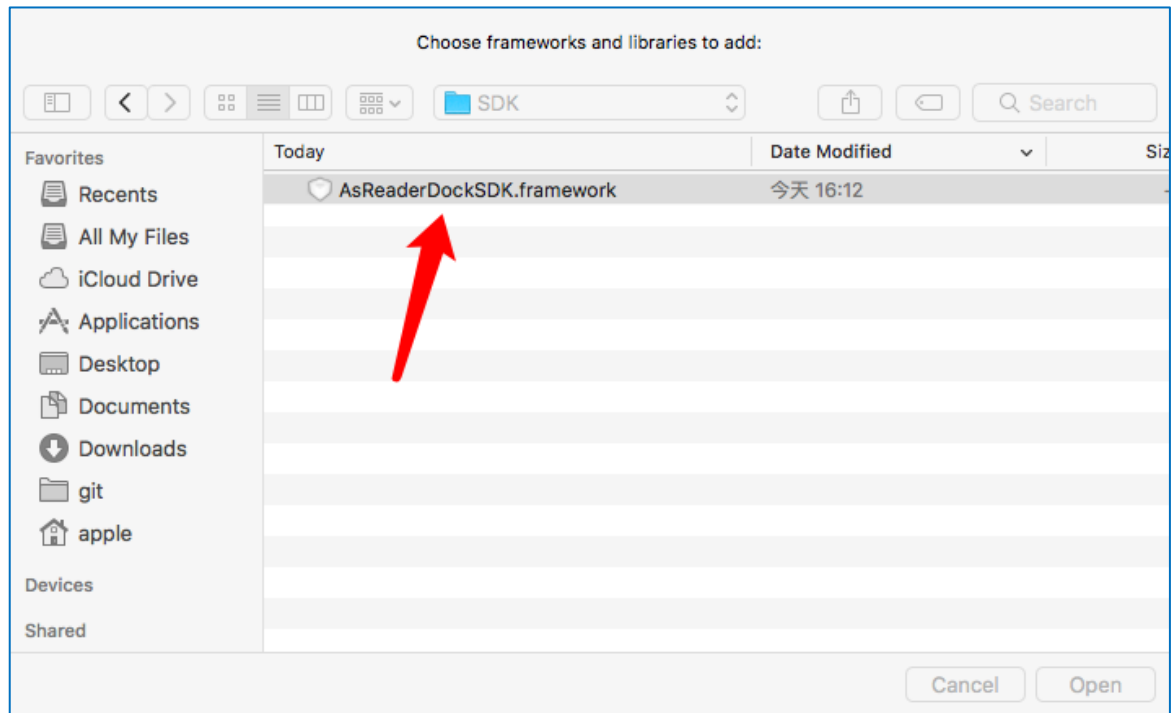 Choose frameworks and libraries to add:
SDK
Search
Favorites
Today
Date Modified
Siz
Recents
AsReaderDockSDK.framework
今天 16:12
All My Files
iCloud Drive
Applications
Desktop
Documents
Downloads
git
apple
Devices
Shared
Cancel
Open